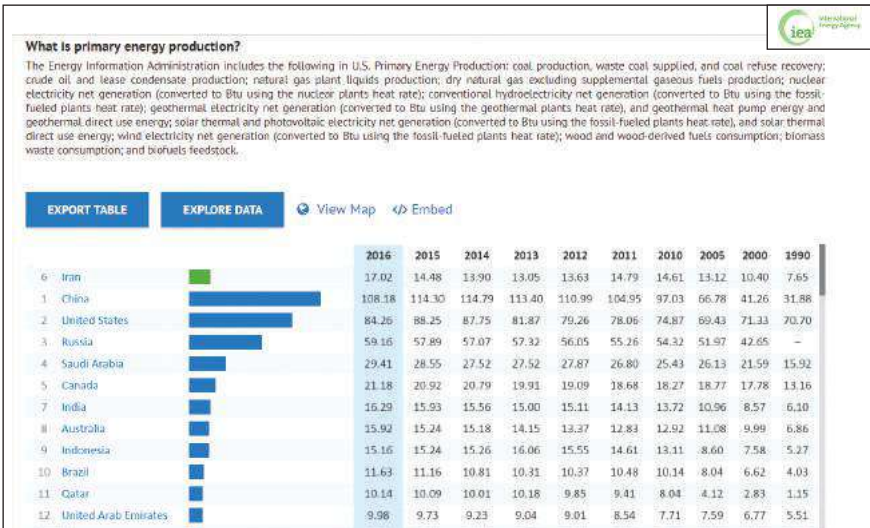 iea International
Energy Agency
What is primary energy production?
The Energy Information Administration includes the following in U.S. Primary Energy Production: coal production, waste coal supplied, and coal refuse recovery;
crude oil and lease condensate production; natural gas plant liquids production; dry natural gas excluding supplemental gaseous fuels production; nuclear
electricity net generation (converted to Btu using the nuclear plants heat rate); conventional hydroelectricity net generation (converted to Btu using the fossil-
fueled plants heat rate); geothermal electricity net generation (converted to Btu using the geothermal plants heat rate), and geothermal heat pump energy and
geothermal direct use energy; solar thermal and photovoltaic electricity net generation (converted to Btu using the fossil-fueled plants heat rate), and solar thermal
direct use energy; wind electricity net generation (converted to Btu using the fossil-fueled plants heat rate); wood and wood-derived fuels consumption; biomass
waste consumption; and biofuels feedstock.
EXPORT TABLE EXPLORE DATA View Map </> Embed
2016 2015 2014 2013 2012 2011 2010 2005 2000 1990
6 Iran 17.02 14.48 13.90 13.05 13.63 14.79 14.61 13.12 10.40 7.65
1 China 108.18 114.30 114.79 113.40 110.99 104.95 97.03 66.78 41.26 31.88
2 United States 84.26 88.25 87.75 81.87 79.26 78.06 74.87 69.43 71.33 70.70
3 Russia 59.16 57.89 57.07 57.32 56.05 55.26 54.32 51.97 42.65 –
4 Saudi Arabia 29.41 28.55 27.52 27.52 27.87 26.80 25.43 26.13 21.59 15.92
5 Canada 21.18 20.92 20.79 19.91 19.09 18.68 18.27 18.77 17.78 13.16
7 India 16.29 15.93 15.56 15.00 15.11 14.13 13.72 10.96 8.57 6.10
8 Australia 15.92 15.24 15.18 14.15 13.37 12.83 12.92 11.08 9.99 6.86
9 Indonesia 15.16 15.24 15.26 16.06 15.55 14.61 13.11 8.60 7.58 5.27
10 Brazil 11.63 11.16 10.81 10.31 10.37 10.48 10.14 8.04 6.62 4.03
11 Qatar 10.14 10.09 10.01 10.18 9.85 9.41 8.04 4.12 2.83 1.15
12 United Arab Emirates 9.98 9.73 9.23 9.04 9.01 8.54 7.71 7.59 6.77 5.51